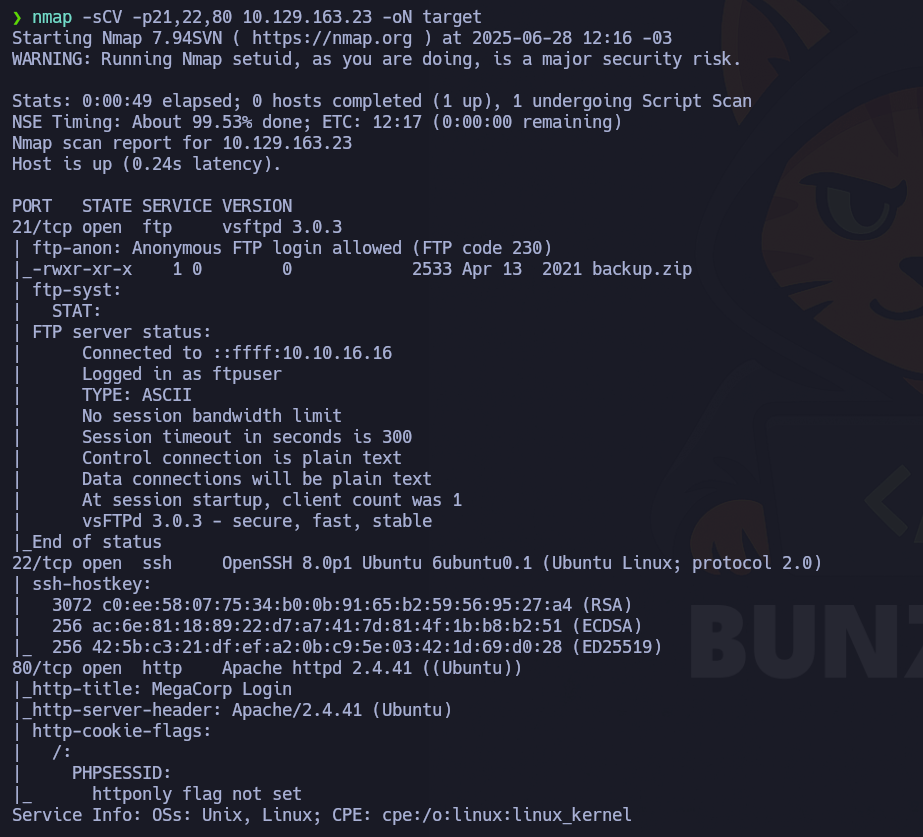 ❯ nmap -sCV -p21,22,80 10.129.163.23 -oN target
Starting Nmap 7.94SVN ( https://nmap.org ) at 2025-06-28 12:16 -03
WARNING: Running Nmap setuid, as you are doing, is a major security risk.

Stats: 0:00:49 elapsed; 0 hosts completed (1 up), 1 undergoing Script Scan
NSE Timing: About 99.53% done; ETC: 12:17 (0:00:00 remaining)
Nmap scan report for 10.129.163.23
Host is up (0.24s latency).

PORT   STATE SERVICE VERSION
21/tcp open  ftp     vsftpd 3.0.3
| ftp-anon: Anonymous FTP login allowed (FTP code 230)
|_-rwxr-xr-x    1 0        0            2533 Apr 13  2021 backup.zip
| ftp-syst:
|   STAT:
| FTP server status:
|      Connected to ::ffff:10.10.16.16
|      Logged in as ftpuser
|      TYPE: ASCII
|      No session bandwidth limit
|      Session timeout in seconds is 300
|      Control connection is plain text
|      Data connections will be plain text
|      At session startup, client count was 1
|      vsFTPd 3.0.3 - secure, fast, stable
|_End of status
22/tcp open  ssh     OpenSSH 8.0p1 Ubuntu 6ubuntu0.1 (Ubuntu Linux; protocol 2.0)
| ssh-hostkey:
|   3072 c0:ee:58:07:75:34:b0:0b:91:65:b2:59:56:95:27:a4 (RSA)
|   256 ac:6e:81:18:89:22:d7:a7:41:7d:81:4f:1b:b8:b2:51 (ECDSA)
|_  256 42:5b:c3:21:df:ef:a2:0b:c9:5e:03:42:1d:69:d0:28 (ED25519)
80/tcp open  http    Apache httpd 2.4.41 ((Ubuntu))
|_http-title: MegaCorp Login
|_http-server-header: Apache/2.4.41 (Ubuntu)
| http-cookie-flags:
|   /:
|     PHPSESSID:
|_      httponly flag not set
Service Info: OSs: Unix, Linux; CPE: cpe:/o:linux:linux_kernel
BUN